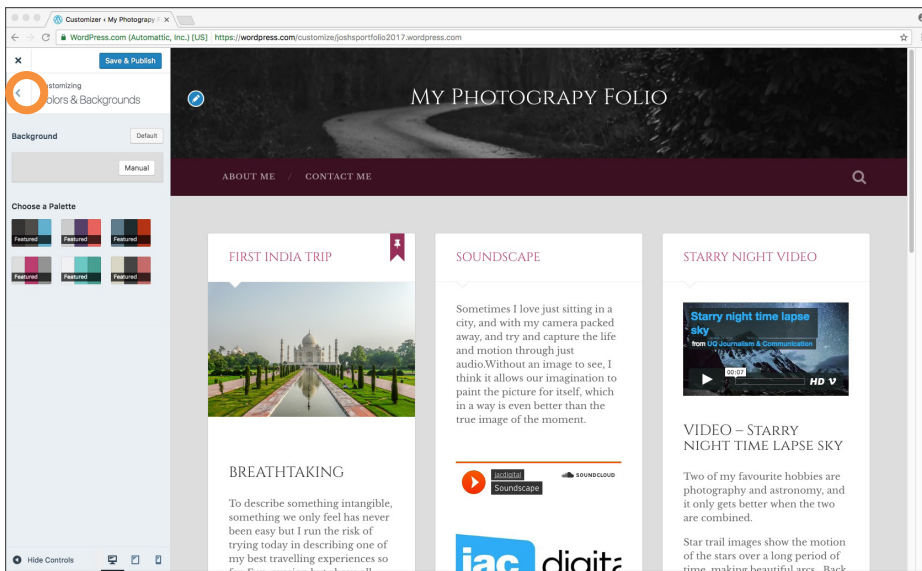 Customizer ‹ My Photograpy F
WordPress.com (Automattic, Inc.) [US]
https://wordpress.com/customize/joshsportfolio2017.wordpress.com
Save & Publish
Customizing
Colors & Backgrounds
Background
Default
Manual
Choose a Palette
Featured
Featured
Featured
Featured
Featured
Featured
Hide Controls
My Photograpy Folio
ABOUT ME / CONTACT ME
FIRST INDIA TRIP
BREATHTAKING
To describe something intangible,
something we only feel has never
been easy but I run the risk of
trying today in describing one of
my best travelling experiences so
SOUNDSCAPE
Sometimes I love just sitting in a
city, and with my camera packed
away, and try and capture the life
and motion through just
audio.Without an image to see, I
think it allows our imagination to
paint the picture for itself, which
in a way is even better than the
true image of the moment.
jacdigital
Soundscape
SOUNDCLOUD
jac digita
STARRY NIGHT VIDEO
Starry night time lapse
sky
from UQ Journalism & Communication
00:07
HD
VIDEO – Starry
night time lapse sky
Two of my favourite hobbies are
photography and astronomy, and
it only gets better when the two
are combined.
Star trail images show the motion
of the stars over a long period of
time, making beautiful arcs. Back